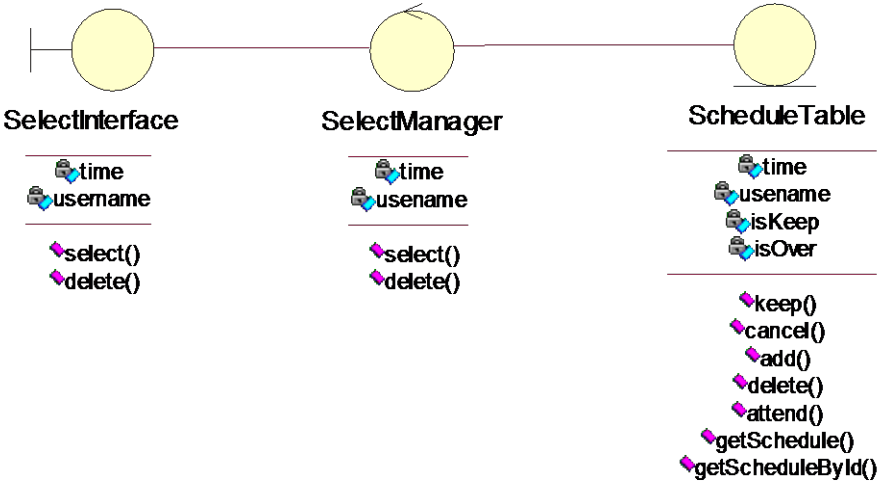 SelectInterface
time
username
select()
delete()
SelectManager
time
usename
select()
delete()
ScheduleTable
time
usename
isKeep
isOver
keep()
cancel()
add()
delete()
attend()
getSchedule()
getScheduleById()